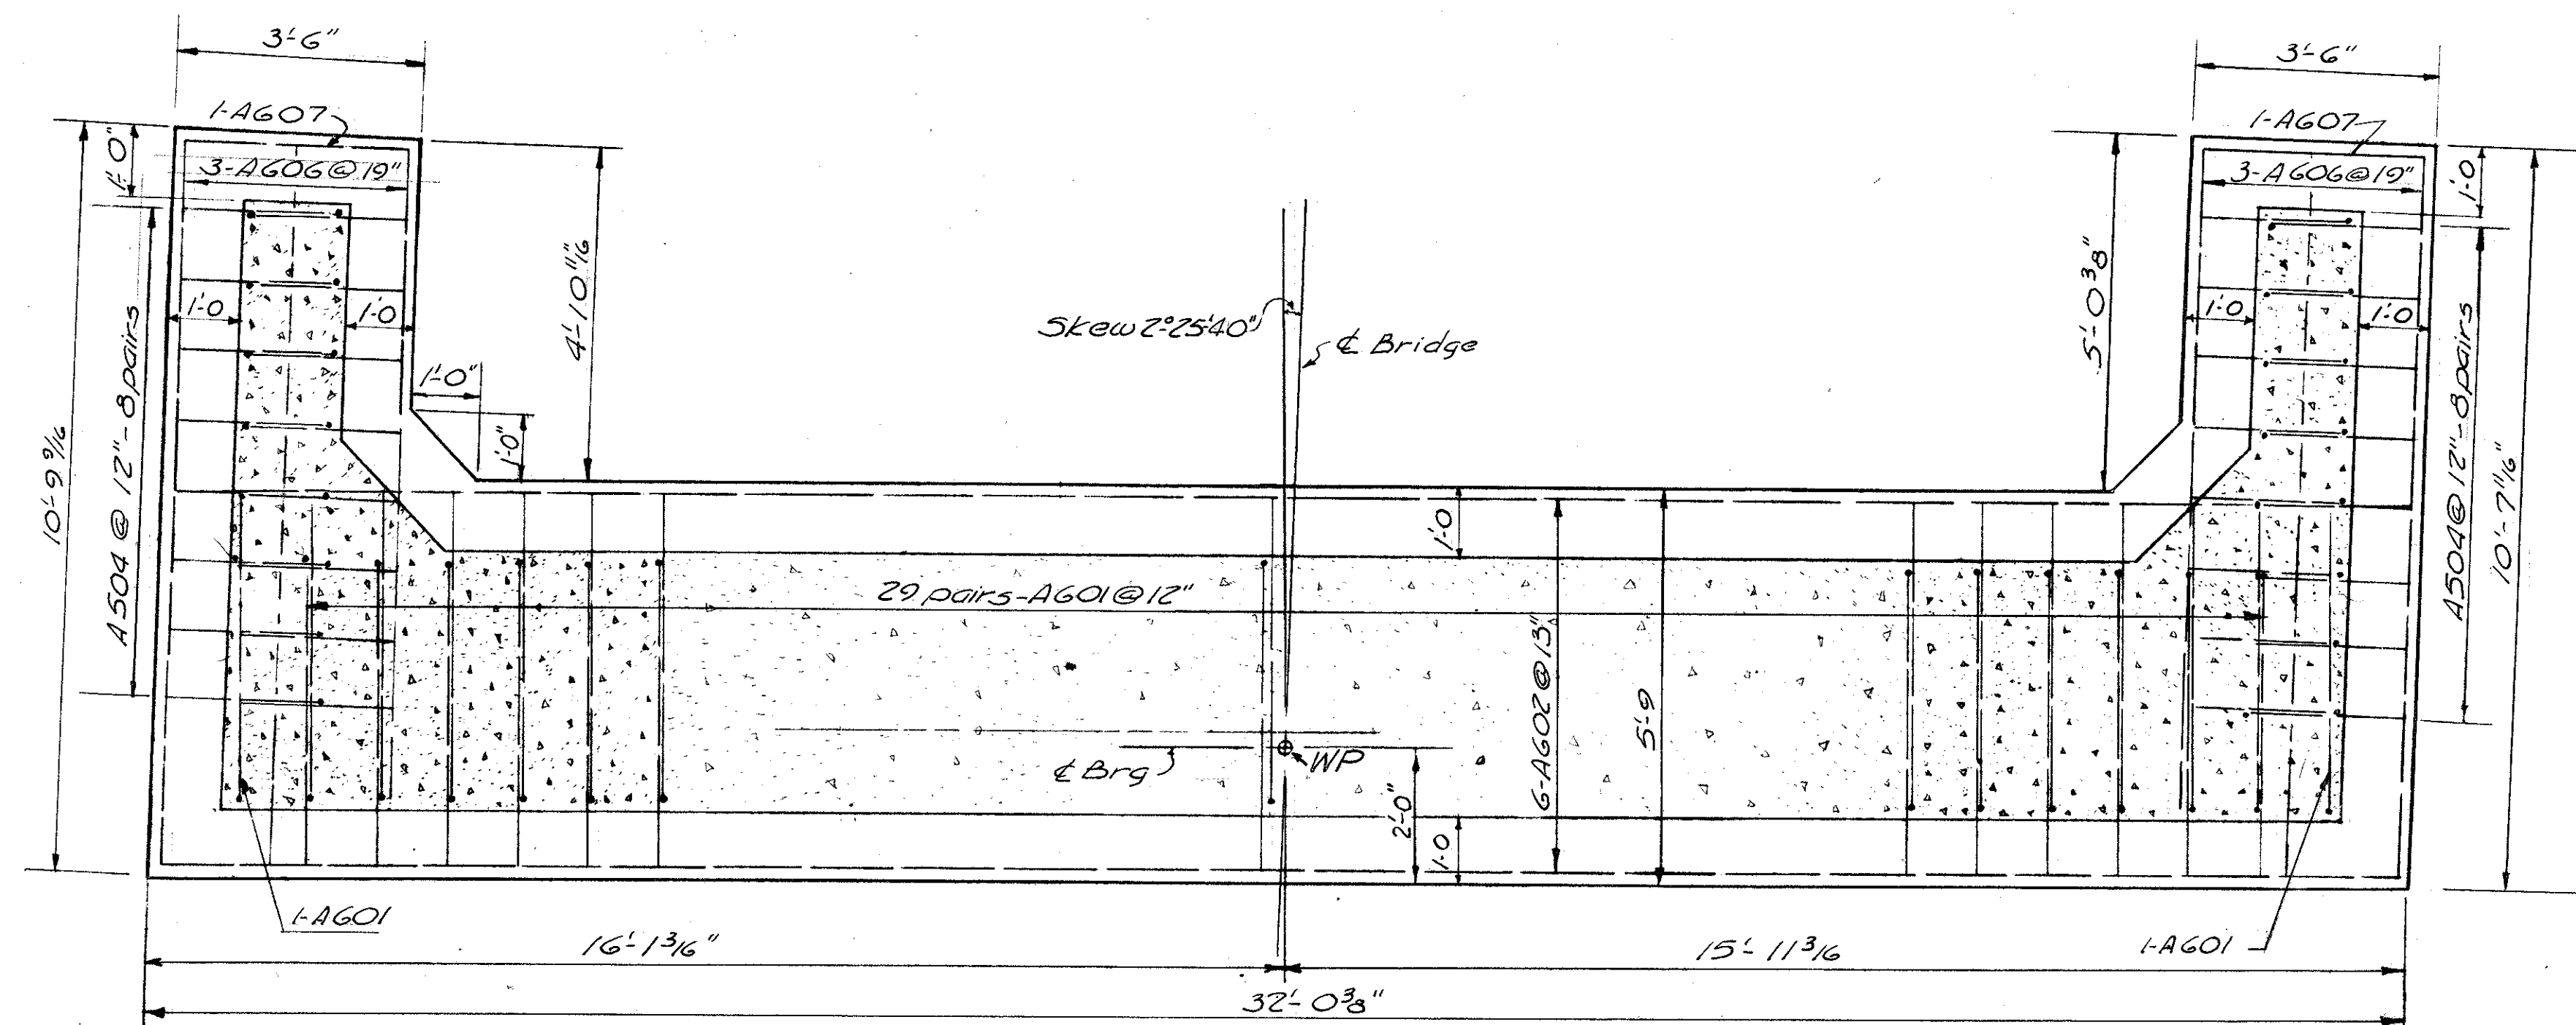 3'-6"
3'-6"
1-A607
1-A607
1'-0"
3-A606@19"
3-A606@19"
1'-0
4'-10 11/16
5'-0 3/8"
1'-0
1'-0
1'-0
1'-0
Skew 2°25'40"
℄ Bridge
1'-0"
1'-0"
10'-9 9/16
A504 @ 12"-8 pairs
A504 @ 12"-8 pairs
10'-7 11/16"
1'-0
29 pairs-A601@12"
6-A602@13"
5'-9
℄ Brg
WP
2'-0"
1'-0
1-A601
1-A601
16'-1 3/16"
15'-11 3/16
32'-0 3/8"